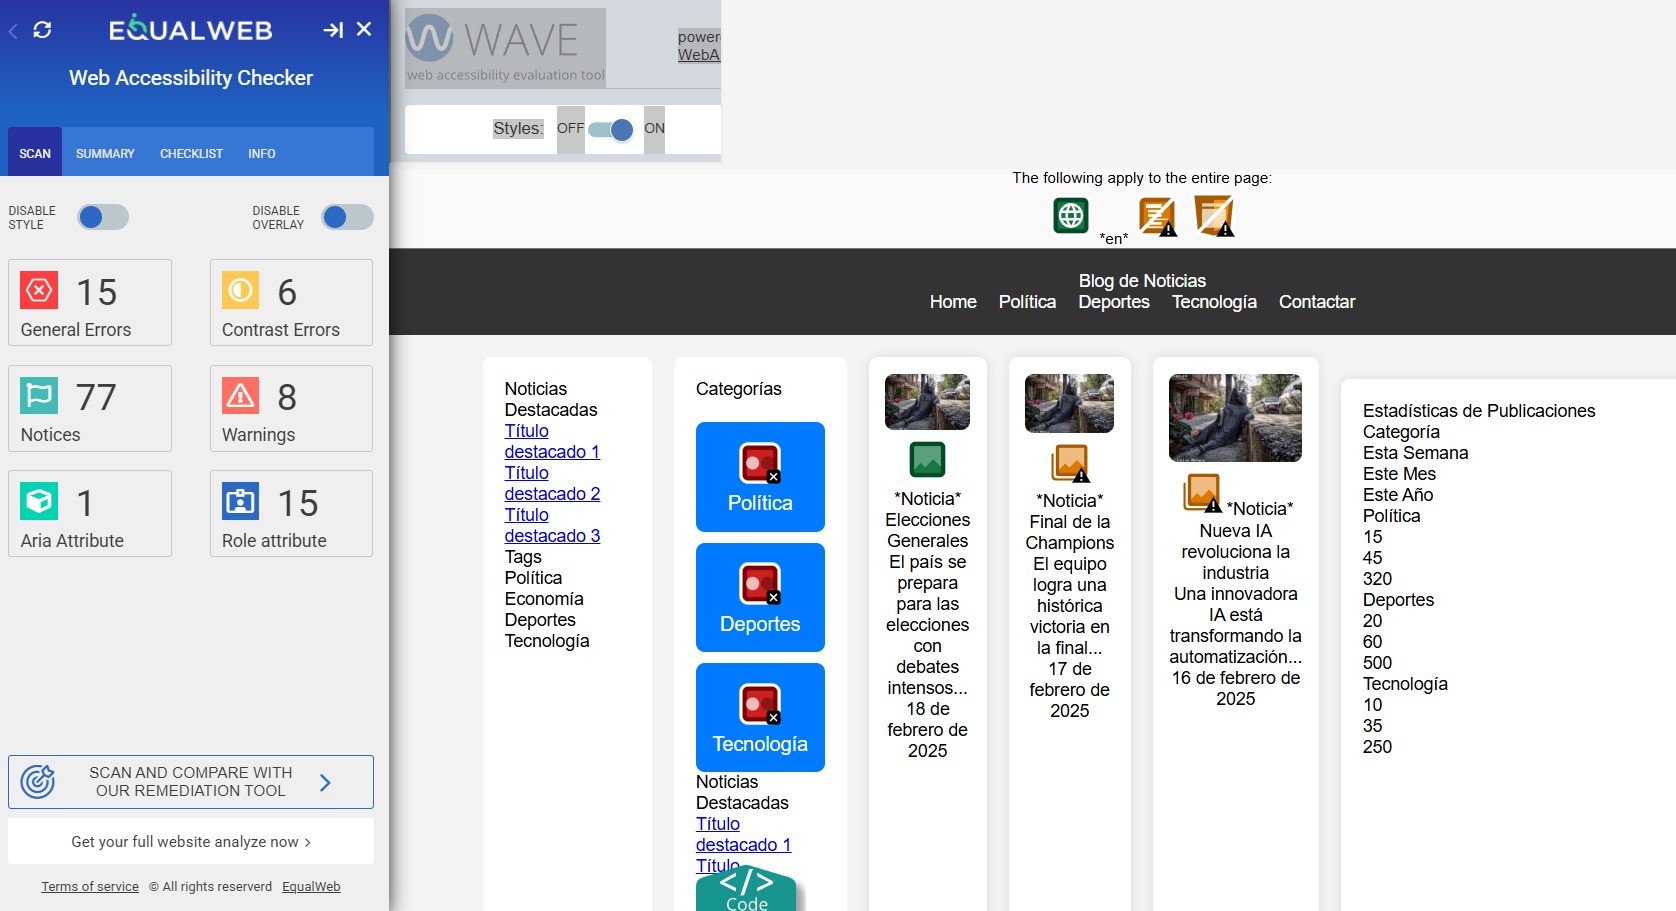 EQUALWEB
Web Accessibility Checker
SCAN
SUMMARY
CHECKLIST
INFO
DISABLE
STYLE
DISABLE
OVERLAY
15
General Errors
6
Contrast Errors
77
Notices
8
Warnings
1
Aria Attribute
15
Role attribute
SCAN AND COMPARE WITH
OUR REMEDIATION TOOL
Get your full website analyze now >
Terms of service © All rights reserverd EqualWeb
WAVE
web accessibility evaluation tool
power
WebA
Styles: OFF ON
The following apply to the entire page:
*en*
Blog de Noticias
Home Política Deportes Tecnología Contactar
Noticias
Destacadas
Título
destacado 1
Título
destacado 2
Título
destacado 3
Tags
Política
Economía
Deportes
Tecnología
Categorías
Política
Deportes
Tecnología
Noticias
Destacadas
Título
destacado 1
Título
</>
Code
*Noticia*
Elecciones
Generales
El país se
prepara
para las
elecciones
con
debates
intensos...
18 de
febrero de
2025
*Noticia*
Final de la
Champions
El equipo
logra una
histórica
victoria en
la final...
17 de
febrero de
2025
*Noticia*
Nueva IA
revoluciona la
industria
Una innovadora
IA está
transformando la
automatización...
16 de febrero de
2025
Estadísticas de Publicaciones
Categoría
Esta Semana
Este Mes
Este Año
Política
15
45
320
Deportes
20
60
500
Tecnología
10
35
250